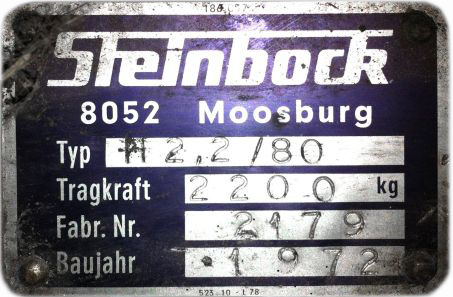 Steinbock
8052 Moosburg
Typ H 2,2/80
Tragkraft 2200 kg
Fabr. Nr. 2179
Baujahr 1972